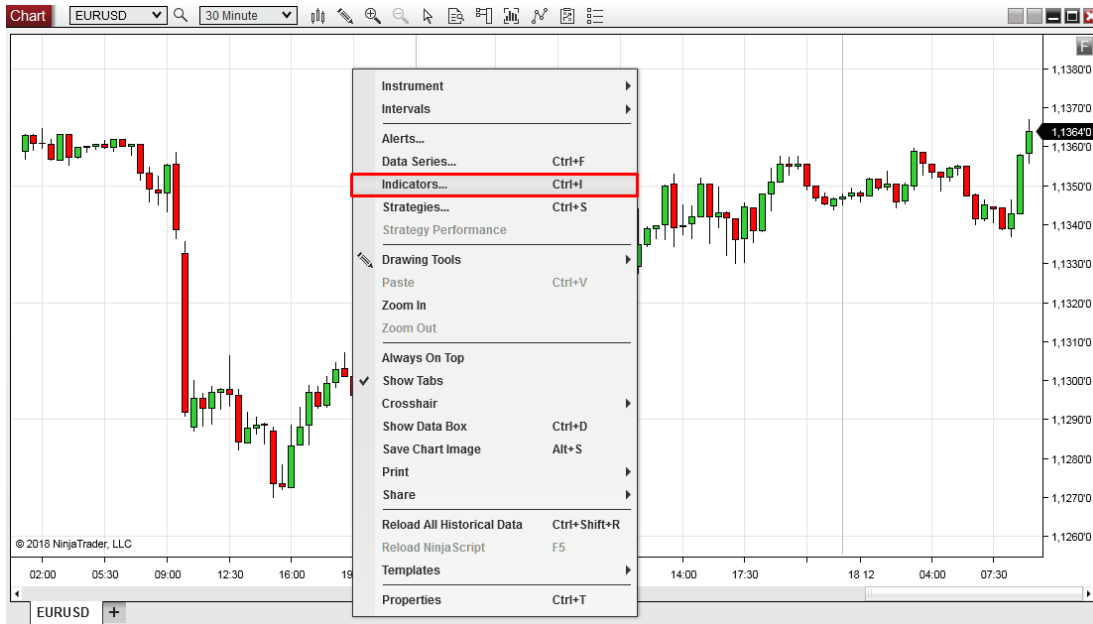 Chart EURUSD 30 Minute
F
Instrument
Intervals
Alerts...
Data Series... Ctrl+F
Indicators... Ctrl+I
Strategies... Ctrl+S
Strategy Performance
Drawing Tools
Paste Ctrl+V
Zoom In
Zoom Out
Always On Top
Show Tabs
Crosshair
Show Data Box Ctrl+D
Save Chart Image Alt+S
Print
Share
Reload All Historical Data Ctrl+Shift+R
Reload NinjaScript F5
Templates
Properties Ctrl+T
1,1380'0
1,1370'0
1,1364'0
1,1360'0
1,1350'0
1,1340'0
1,1330'0
1,1320'0
1,1310'0
1,1300'0
1,1290'0
1,1280'0
1,1270'0
1,1260'0
© 2018 NinjaTrader, LLC
02:00 05:30 09:00 12:30 16:00 19 14:00 17:30 18 12 04:00 07:30
EURUSD +